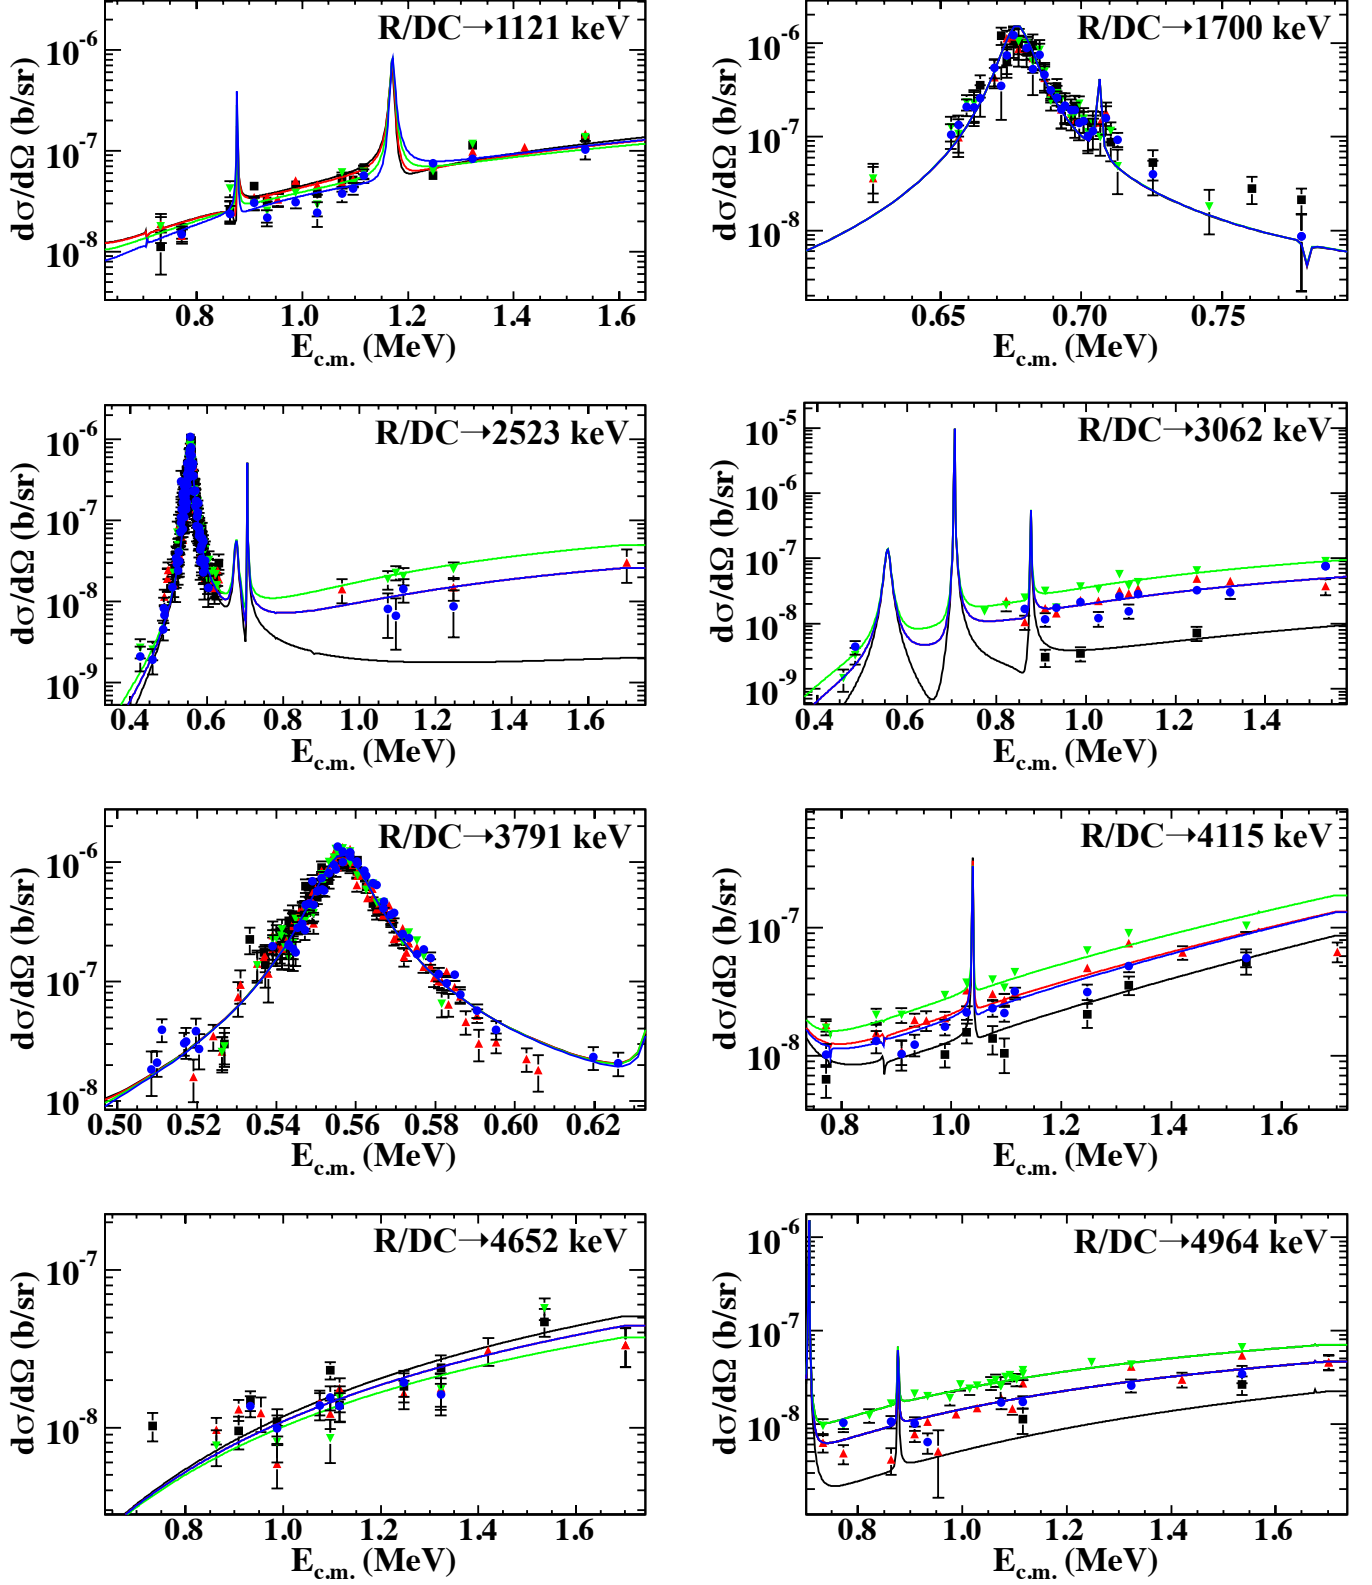 R/DC→1121 keV
10⁻⁶
10⁻⁷
10⁻⁸
dσ/dΩ (b/sr)
0.8 1.0 1.2 1.4 1.6
E_c.m. (MeV)
R/DC→1700 keV
10⁻⁶
10⁻⁷
10⁻⁸
dσ/dΩ (b/sr)
0.65 0.70 0.75
E_c.m. (MeV)
R/DC→2523 keV
10⁻⁶
10⁻⁷
10⁻⁸
10⁻⁹
dσ/dΩ (b/sr)
0.4 0.6 0.8 1.0 1.2 1.4 1.6
E_c.m. (MeV)
R/DC→3062 keV
10⁻⁵
10⁻⁶
10⁻⁷
10⁻⁸
10⁻⁹
dσ/dΩ (b/sr)
0.4 0.6 0.8 1.0 1.2 1.4
E_c.m. (MeV)
R/DC→3791 keV
10⁻⁶
10⁻⁷
10⁻⁸
dσ/dΩ (b/sr)
0.50 0.52 0.54 0.56 0.58 0.60 0.62
E_c.m. (MeV)
R/DC→4115 keV
10⁻⁷
10⁻⁸
dσ/dΩ (b/sr)
0.8 1.0 1.2 1.4 1.6
E_c.m. (MeV)
R/DC→4652 keV
10⁻⁷
10⁻⁸
dσ/dΩ (b/sr)
0.8 1.0 1.2 1.4 1.6
E_c.m. (MeV)
R/DC→4964 keV
10⁻⁶
10⁻⁷
10⁻⁸
dσ/dΩ (b/sr)
0.8 1.0 1.2 1.4 1.6
E_c.m. (MeV)